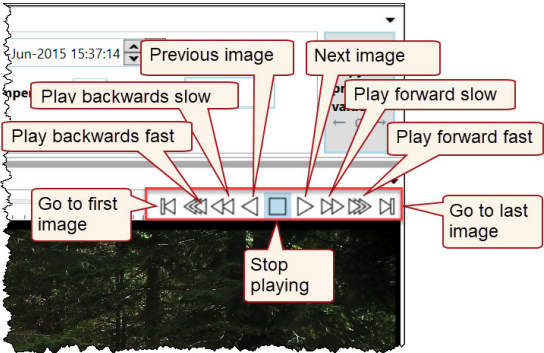 Jun-2015 15:37:14
Previous image
Next image
Play backwards slow
Play forward slow
Play backwards fast
Play forward fast
Go to first
image
Go to last
image
Stop
playing